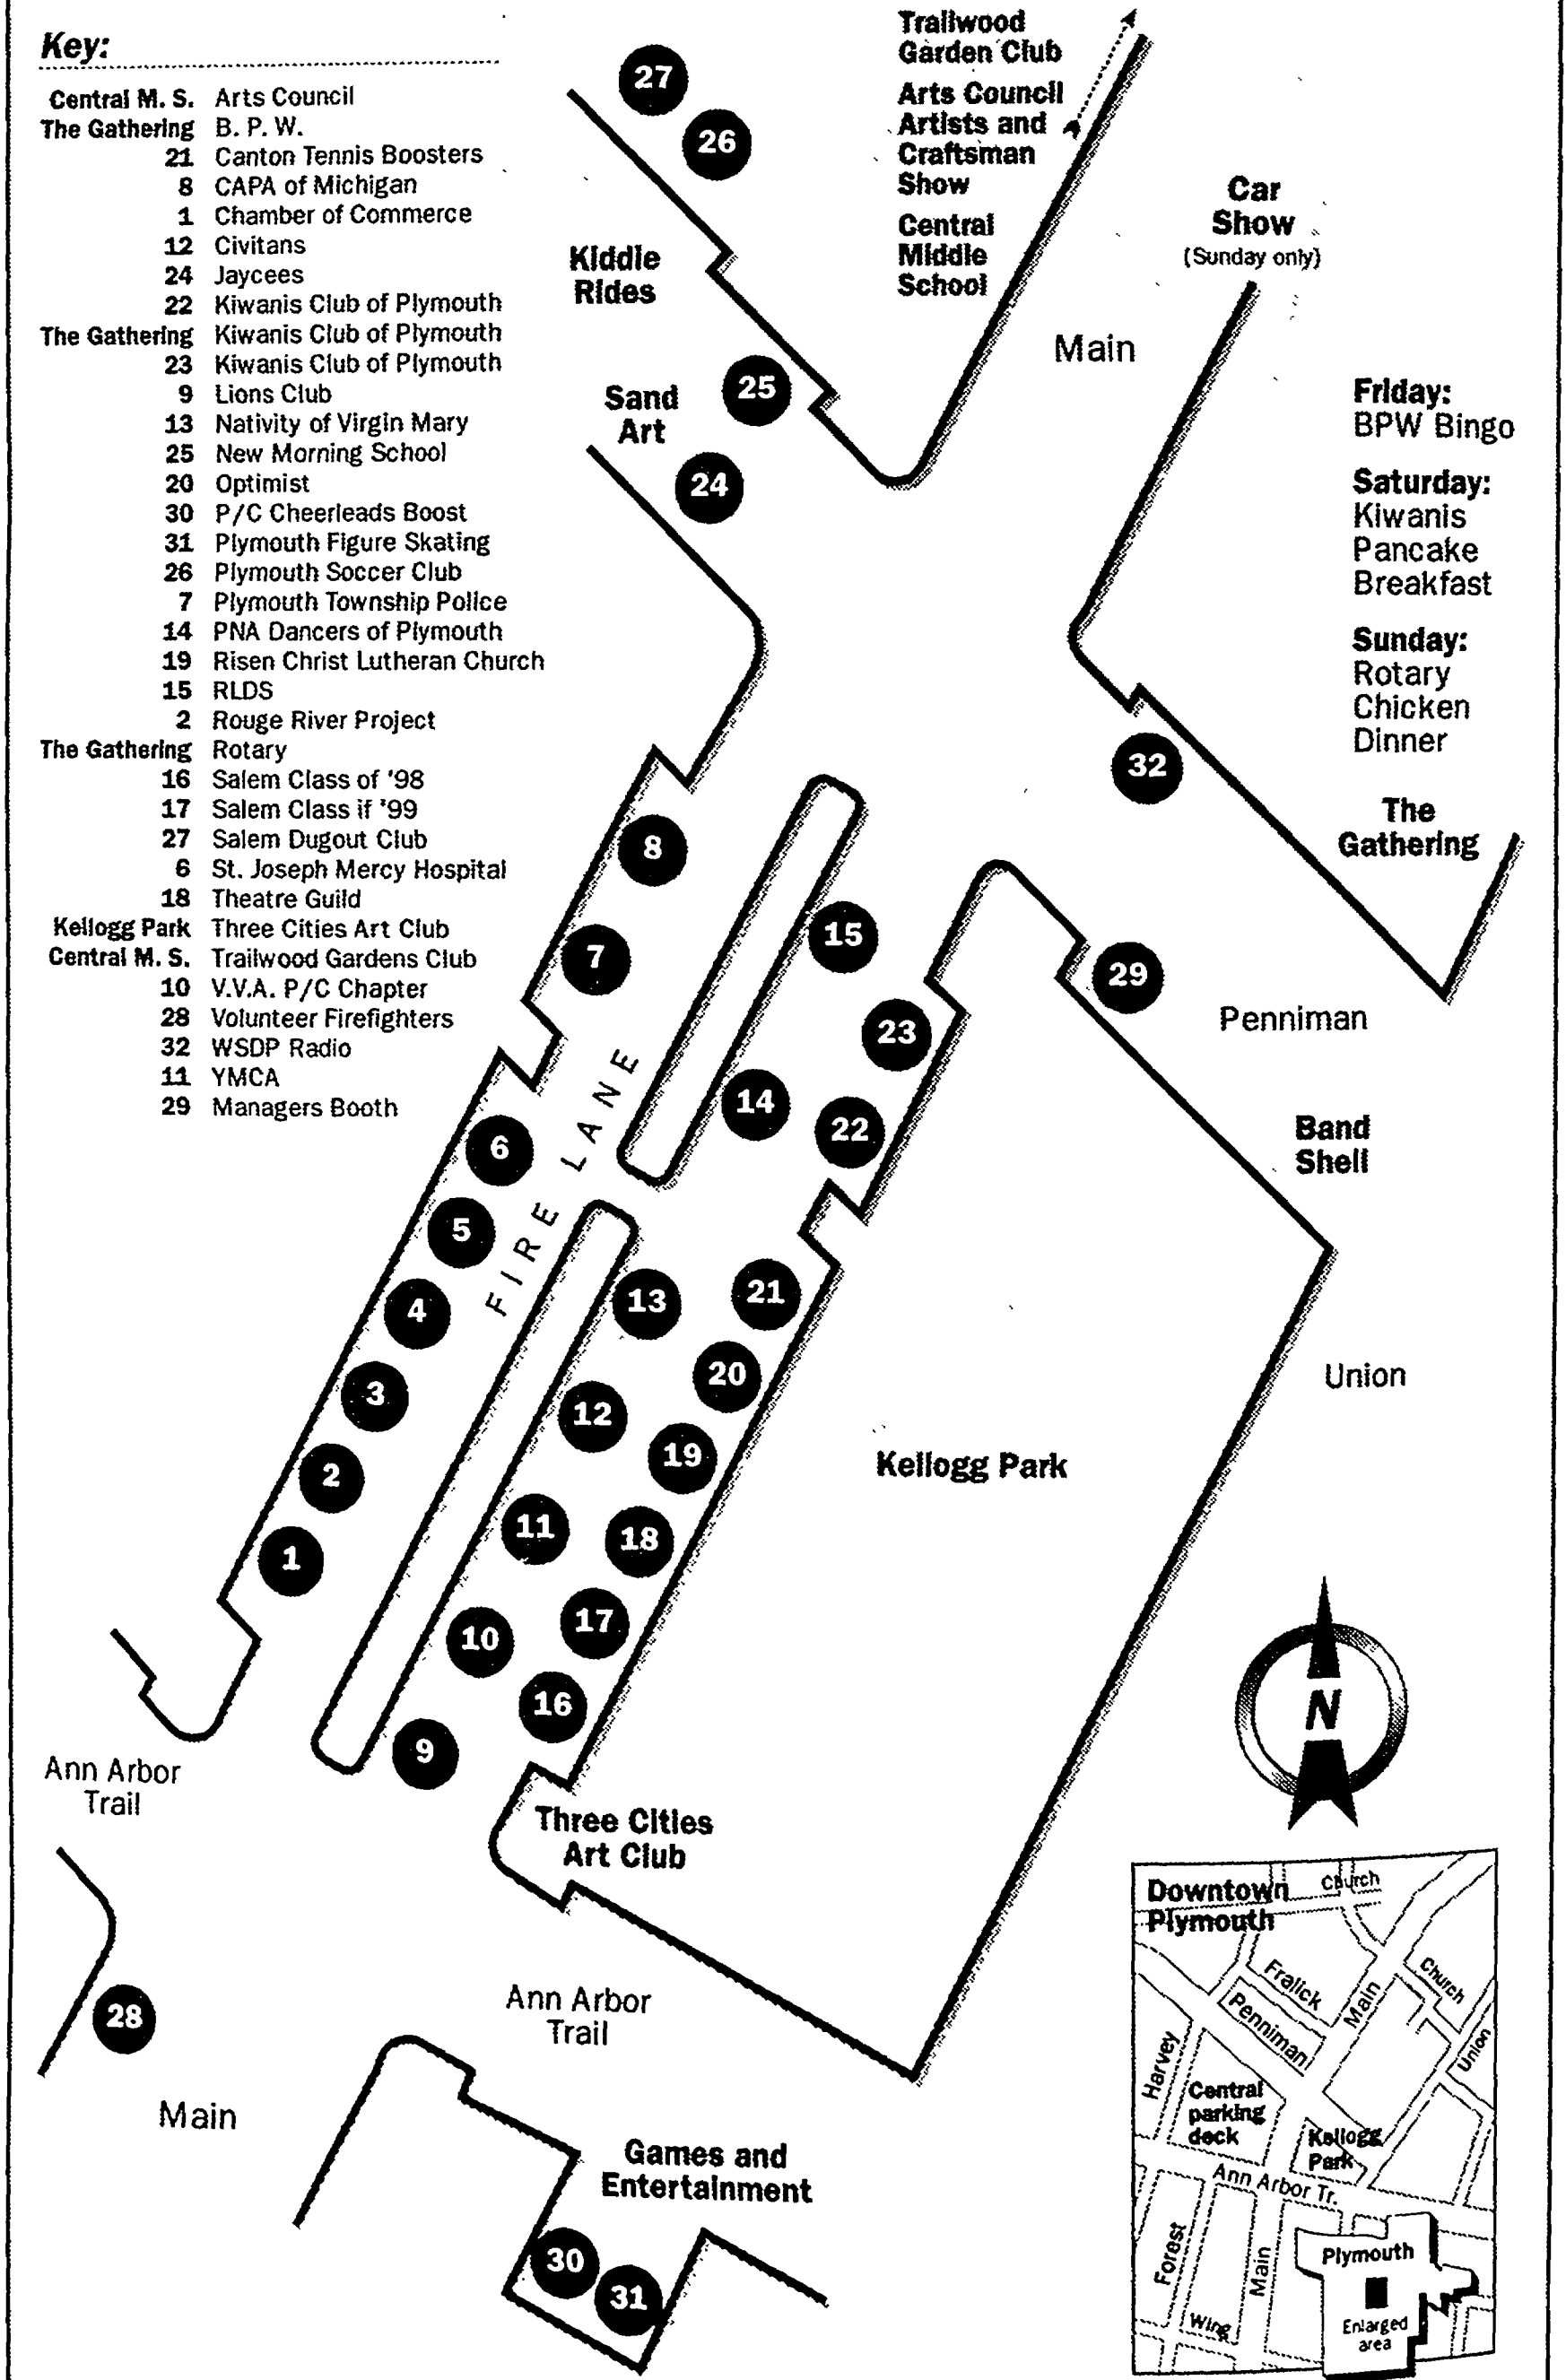 Key:
Central M. S. Arts Council
The Gathering B. P. W.
21 Canton Tennis Boosters
8 CAPA of Michigan
1 Chamber of Commerce
12 Civitans
24 Jaycees
22 Kiwanis Club of Plymouth
The Gathering Kiwanis Club of Plymouth
23 Kiwanis Club of Plymouth
9 Lions Club
13 Nativity of Virgin Mary
25 New Morning School
20 Optimist
30 P/C Cheerleads Boost
31 Plymouth Figure Skating
26 Plymouth Soccer Club
7 Plymouth Township Police
14 PNA Dancers of Plymouth
19 Risen Christ Lutheran Church
15 RLDS
2 Rouge River Project
The Gathering Rotary
16 Salem Class of '98
17 Salem Class if '99
27 Salem Dugout Club
6 St. Joseph Mercy Hospital
18 Theatre Guild
Kellogg Park Three Cities Art Club
Central M. S. Trailwood Gardens Club
10 V.V.A. P/C Chapter
28 Volunteer Firefighters
32 WSDP Radio
11 YMCA
29 Managers Booth
27
26
Kiddie
Rides
Sand
Art
25
24
Trailwood
Garden Club
Arts Council
Artists and
Craftsman
Show
Central
Middle
School
Main
Car
Show
(Sunday only)
Friday:
BPW Bingo
Saturday:
Kiwanis
Pancake
Breakfast
Sunday:
Rotary
Chicken
Dinner
The
Gathering
32
8
7
15
29
23
Penniman
14
22
6
5
4
3
2
1
FIRE LANE
Band
Shell
13
21
20
12
19
11
18
17
10
16
9
Union
Kellogg Park
N
Ann Arbor
Trail
Three Cities
Art Club
28
Ann Arbor
Trail
Main
Games and
Entertainment
30
31
Downtown
Plymouth
Church
Fralick
Penniman
Main
Church
Union
Harvey
Central
parking
deck
Kellogg
Park
Ann Arbor Tr.
Forest
Main
Wing
Plymouth
Enlarged
area